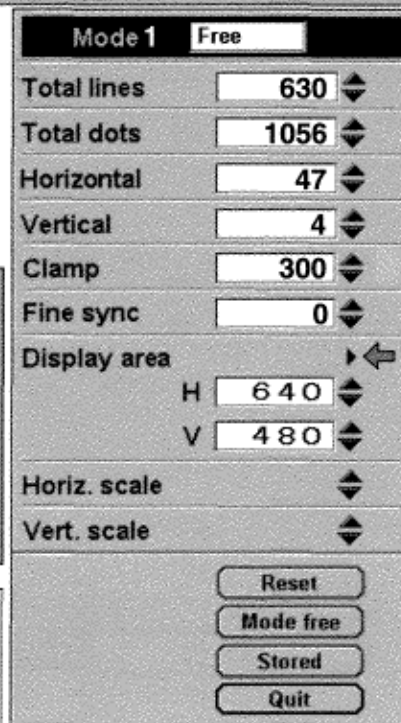 Mode 1 Free
Total lines 630
Total dots 1056
Horizontal 47
Vertical 4
Clamp 300
Fine sync 0
Display area
H 640
V 480
Horiz. scale
Vert. scale
Reset
Mode free
Stored
Quit